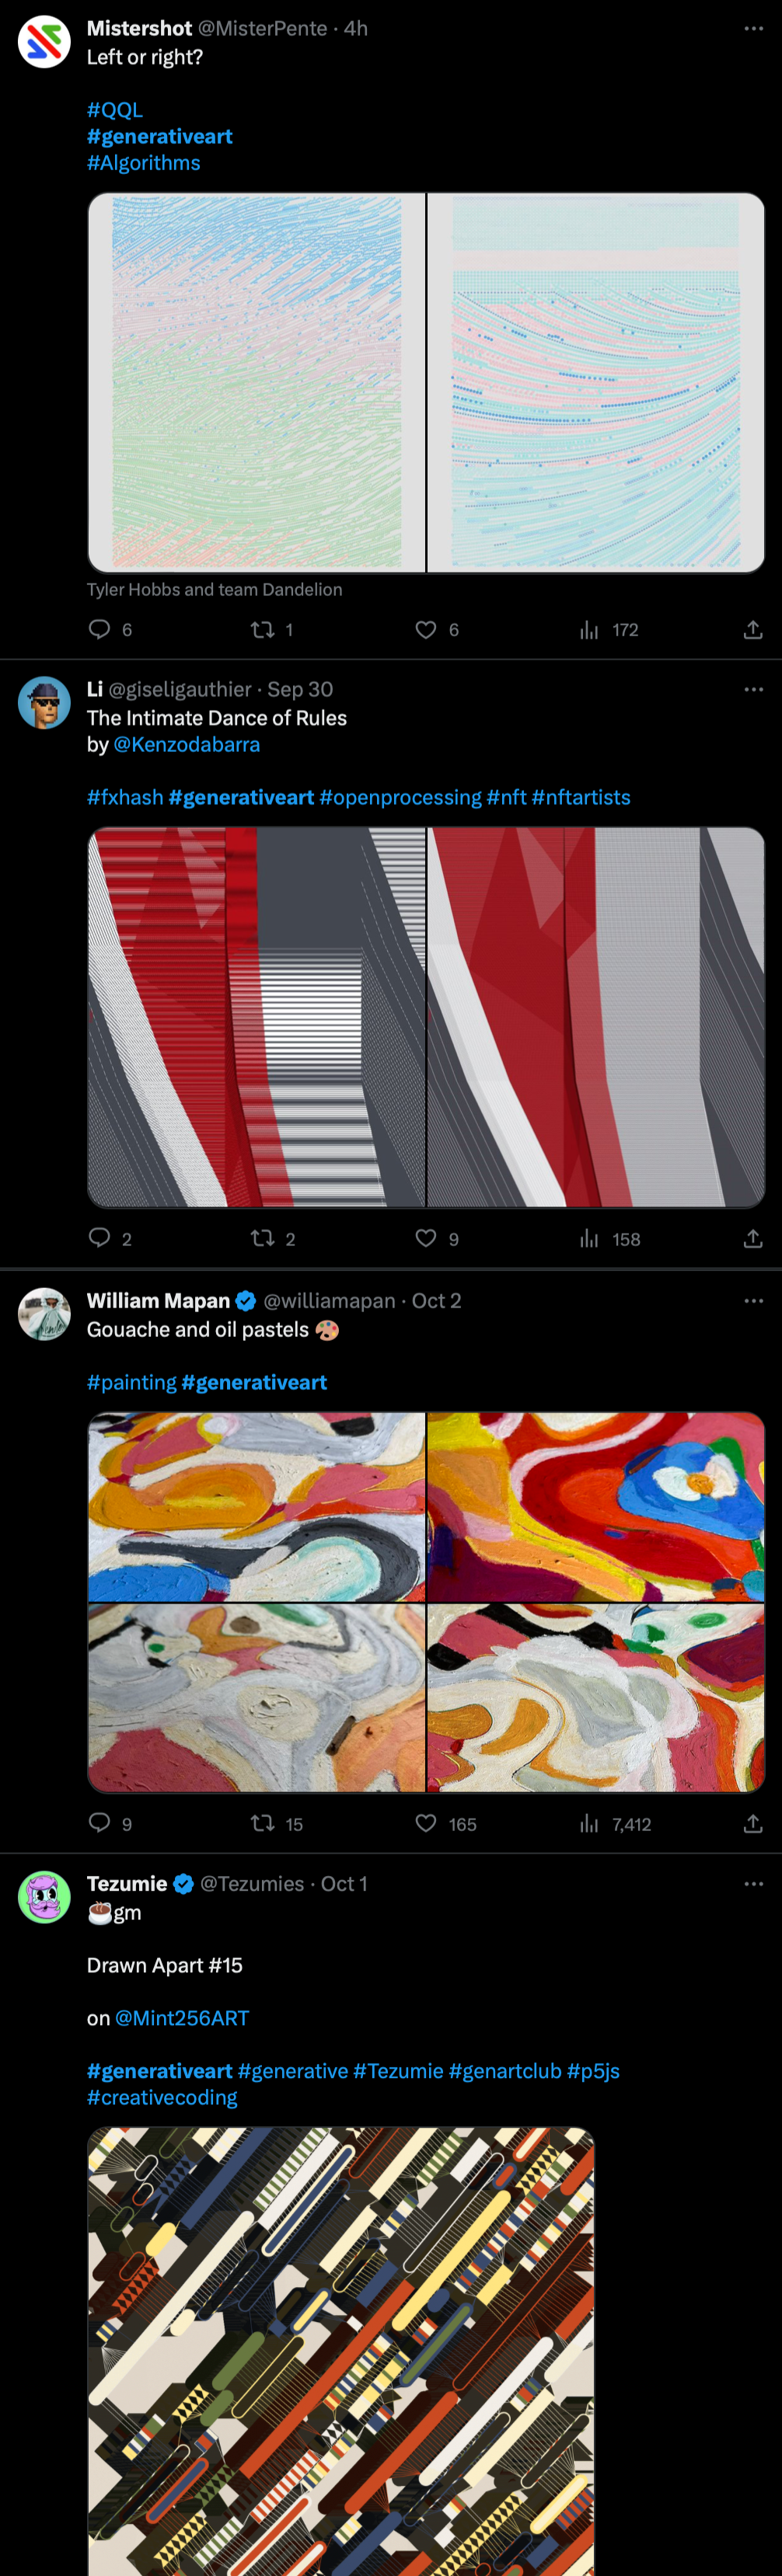 Mistershot @MisterPente · 4h
Left or right?
#QQL
#generativeart
#Algorithms
Tyler Hobbs and team Dandelion
6 1 6 172
Li @giseligauthier · Sep 30
The Intimate Dance of Rules
by @Kenzodabarra
#fxhash #generativeart #openprocessing #nft #nftartists
2 2 9 158
William Mapan @williamapan · Oct 2
Gouache and oil pastels 🎨
#painting #generativeart
9 15 165 7,412
Tezumie @Tezumies · Oct 1
☕gm
Drawn Apart #15
on @Mint256ART
#generativeart #generative #Tezumie #genartclub #p5js
#creativecoding